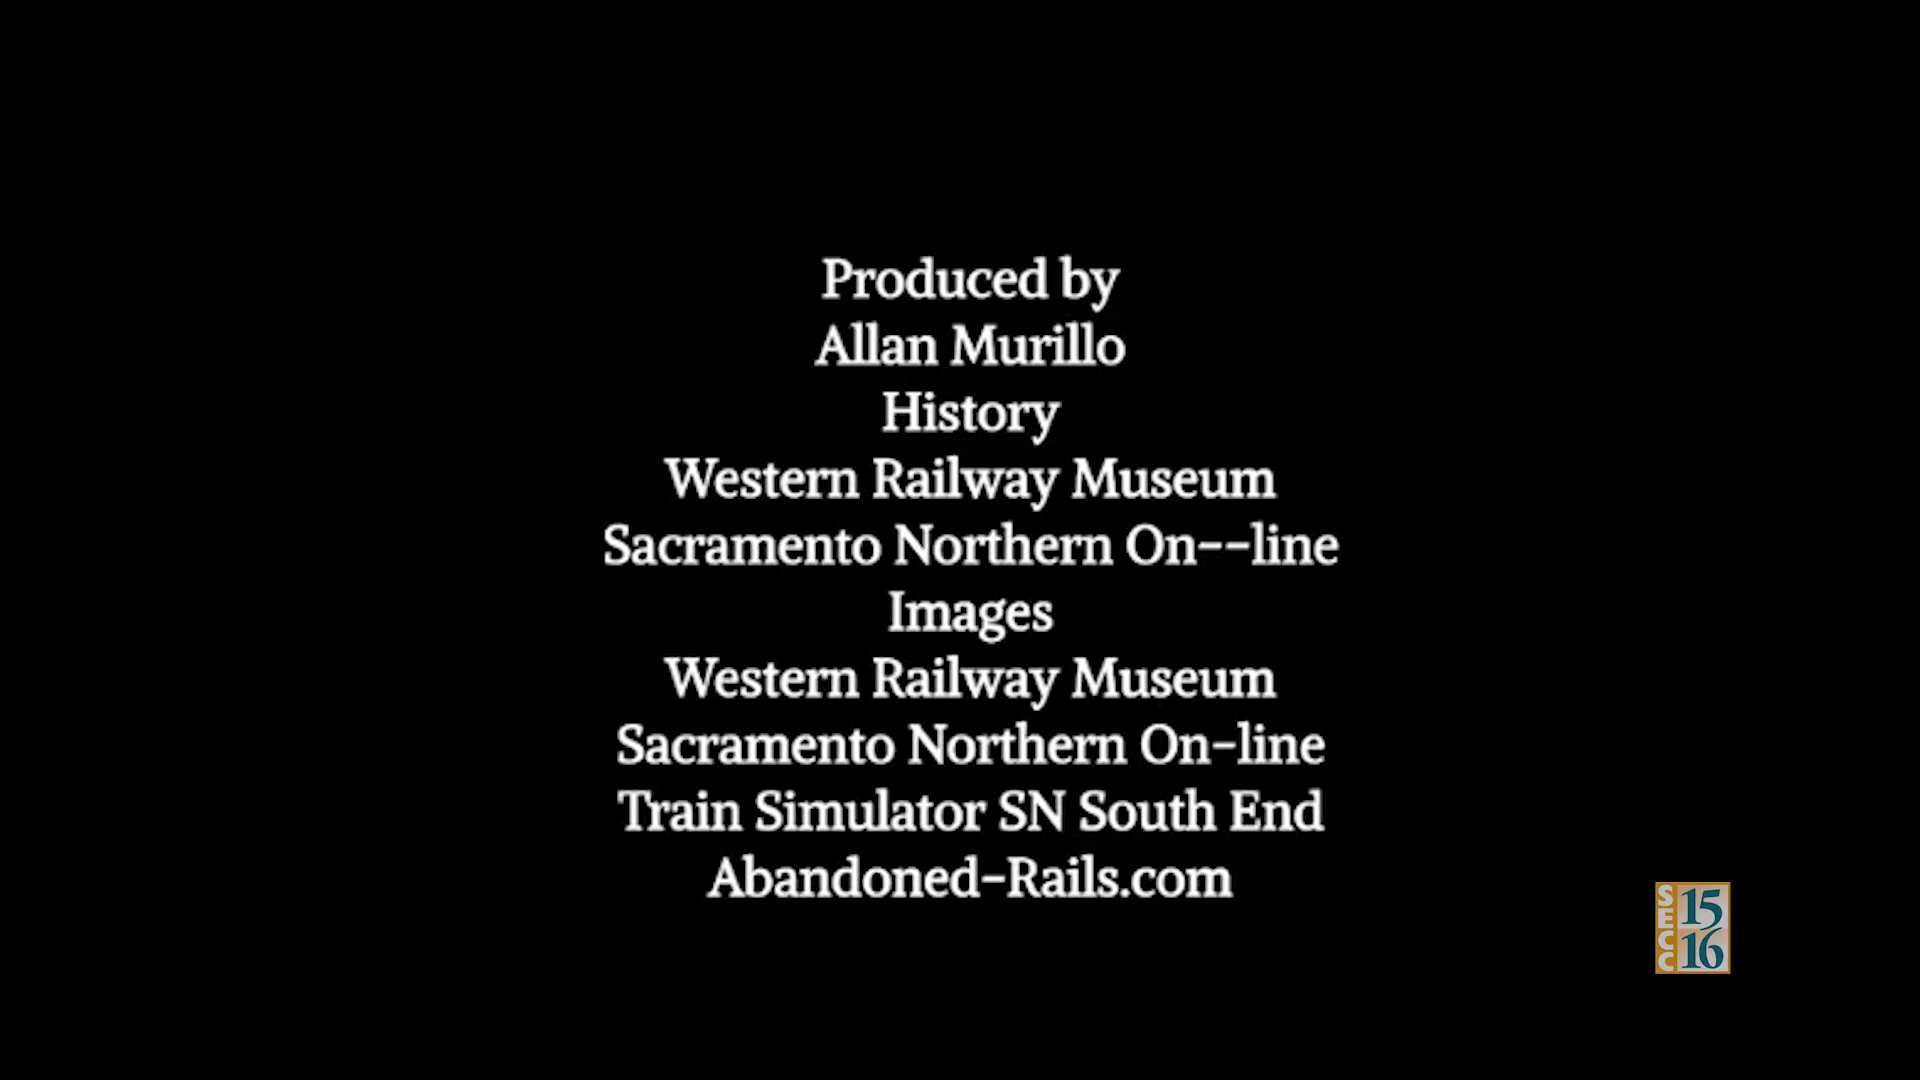 Produced by
Allan Murillo
History
Western Railway Museum
Sacramento Northern On--line
Images
Western Railway Museum
Sacramento Northern On-line
Train Simulator SN South End
Abandoned-Rails.com
SECC
15
16